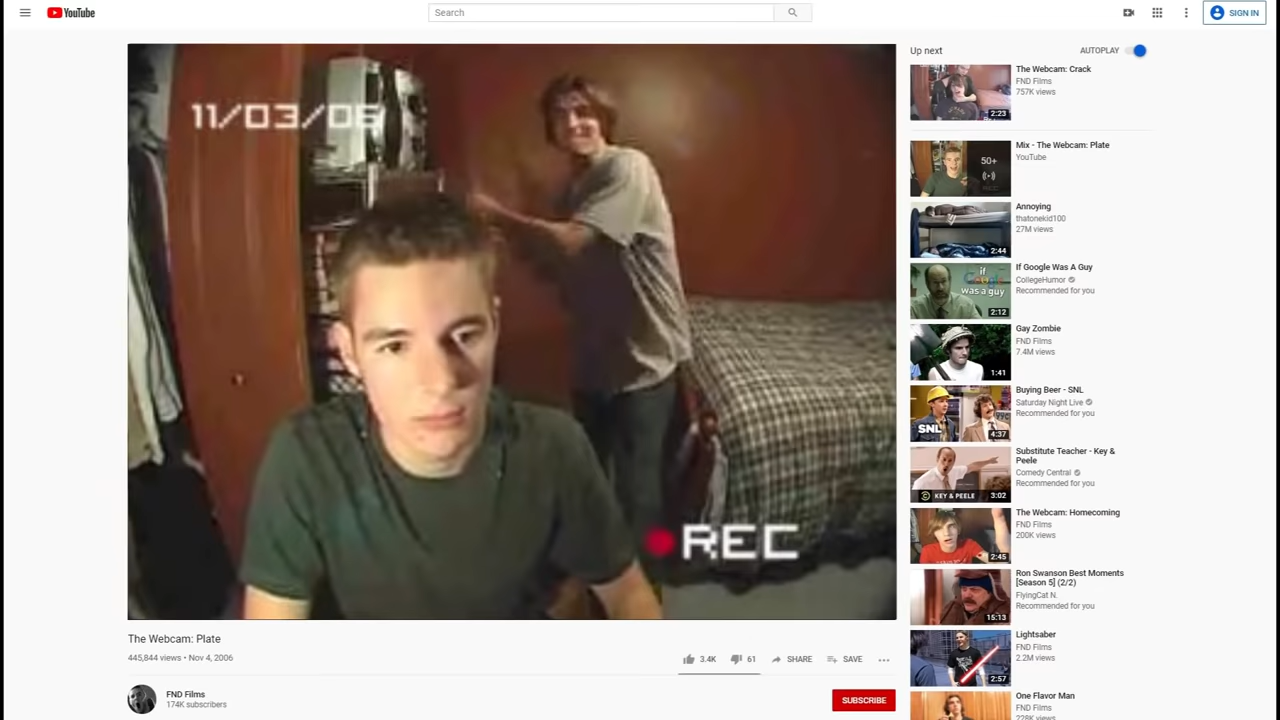 YouTube
Search
SIGN IN
11/03/06
REC
The Webcam: Plate
445,844 views • Nov 4, 2006
3.4K
61
SHARE
SAVE
FND Films
174K subscribers
SUBSCRIBE
Up next
AUTOPLAY
The Webcam: Crack
FND Films
757K views
2:23
Mix - The Webcam: Plate
YouTube
50+
Annoying
thatonekid100
27M views
2:44
If Google Was A Guy
CollegeHumor
Recommended for you
if
Google
was a guy
2:12
Gay Zombie
FND Films
7.4M views
1:41
Buying Beer - SNL
Saturday Night Live
Recommended for you
SNL
4:37
Substitute Teacher - Key &
Peele
Comedy Central
Recommended for you
KEY & PEELE
3:02
The Webcam: Homecoming
FND Films
200K views
2:45
Ron Swanson Best Moments
[Season 5] (2/2)
FlyingCat N.
Recommended for you
15:13
Lightsaber
FND Films
2.2M views
2:57
One Flavor Man
FND Films
228K views